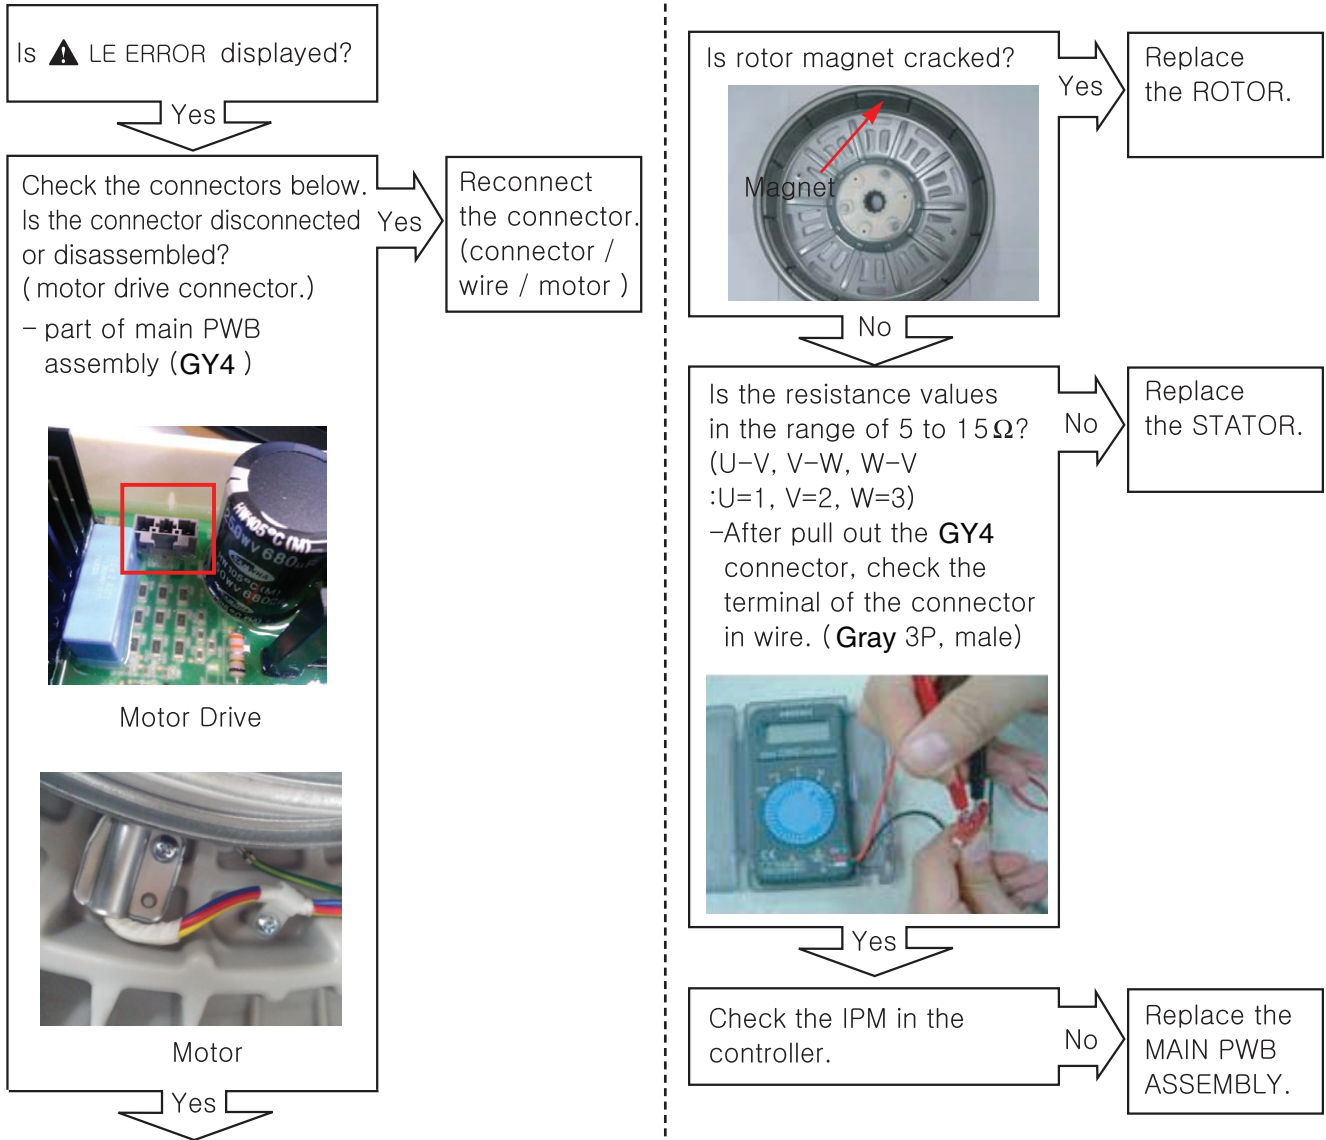 Is ⚠ LE ERROR displayed?
Yes
Check the connectors below.
Is the connector disconnected
or disassembled?
( motor drive connector.)
- part of main PWB
assembly (GY4 )
Yes
Reconnect
the connector.
(connector /
wire / motor )
HW105°C(M)
680
Motor Drive
Motor
Yes
Is rotor magnet cracked?
Magnet
Yes
Replace
the ROTOR.
No
Is the resistance values
in the range of 5 to 15Ω?
(U-V, V-W, W-V
:U=1, V=2, W=3)
-After pull out the GY4
connector, check the
terminal of the connector
in wire. ( Gray 3P, male)
No
Replace
the STATOR.
Yes
Check the IPM in the
controller.
No
Replace the
MAIN PWB
ASSEMBLY.